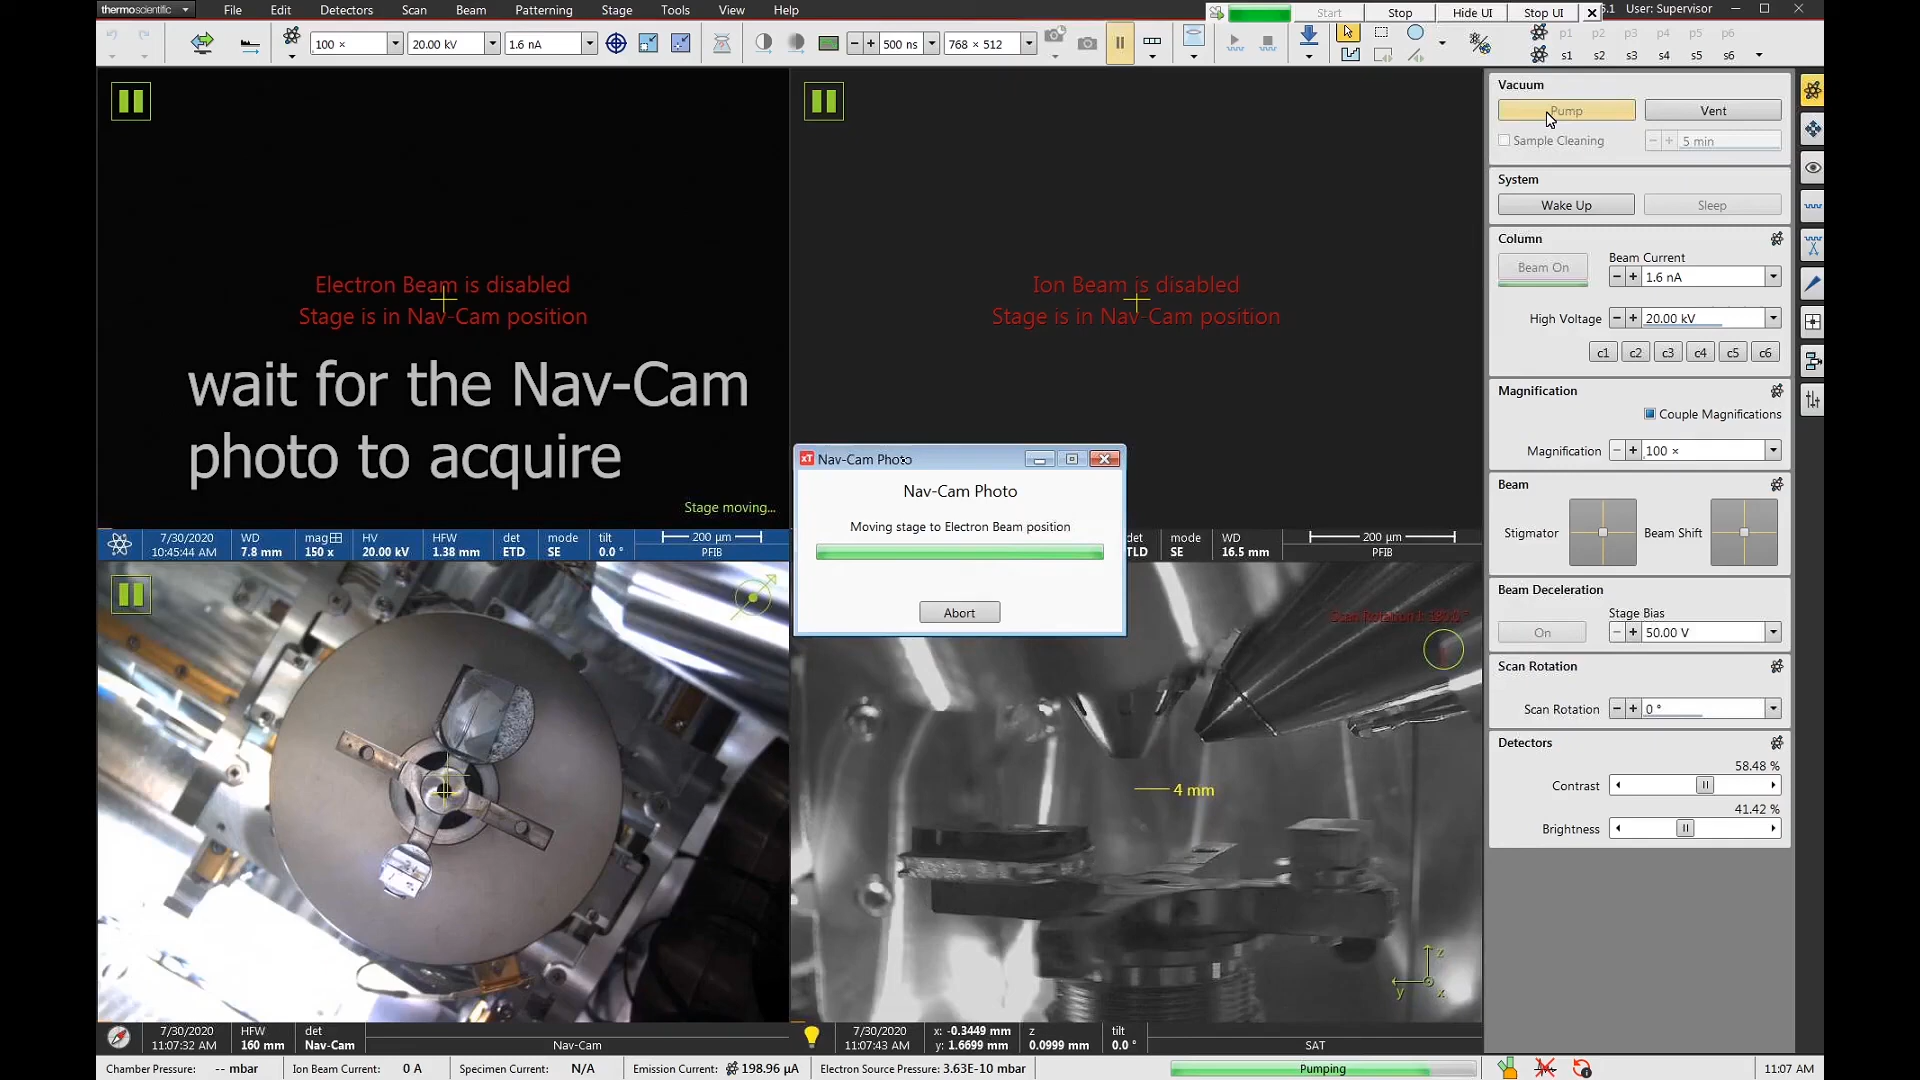 thermoscientific File Edit Detectors Scan Beam Patterning Stage Tools View Help Start Stop Hide UI Stop UI 6.1 User: Supervisor
100 × 20.00 kV 1.6 nA 500 ns 768 × 512 p1 p2 p3 p4 p5 p6
s1 s2 s3 s4 s5 s6
Vacuum
Pump Vent
Sample Cleaning 5 min
System
Wake Up Sleep
Column
Beam On Beam Current
1.6 nA
High Voltage 20.00 kV
c1 c2 c3 c4 c5 c6
Magnification
Couple Magnifications
Magnification 100 ×
Beam
Stigmator Beam Shift
Beam Deceleration
Stage Bias
On 50.00 V
Scan Rotation
Scan Rotation 0 °
Detectors
58.48 %
Contrast
41.42 %
Brightness
Electron Beam is disabled
Stage is in Nav-Cam position
wait for the Nav-Cam
photo to acquire
Stage moving...
7/30/2020 WD mag HV HFW det mode tilt 200 µm
10:45:44 AM 7.8 mm 150 x 20.00 kV 1.38 mm ETD SE 0.0 ° PFIB
Ion Beam is disabled
Stage is in Nav-Cam position
Nav-Cam Photo
Nav-Cam Photo
Moving stage to Electron Beam position
Abort
det mode WD 200 µm
TLD SE 16.5 mm PFIB
7/30/2020 HFW det
11:07:32 AM 160 mm Nav-Cam Nav-Cam
Scan Rotation I: 180.0 °
4 mm
z
y x
7/30/2020 x: -0.3449 mm z tilt
11:07:43 AM y: 1.6699 mm 0.0999 mm 0.0 ° SAT
Chamber Pressure: -- mbar Ion Beam Current: 0 A Specimen Current: N/A Emission Current: 198.96 µA Electron Source Pressure: 3.63E-10 mbar Pumping 11:07 AM